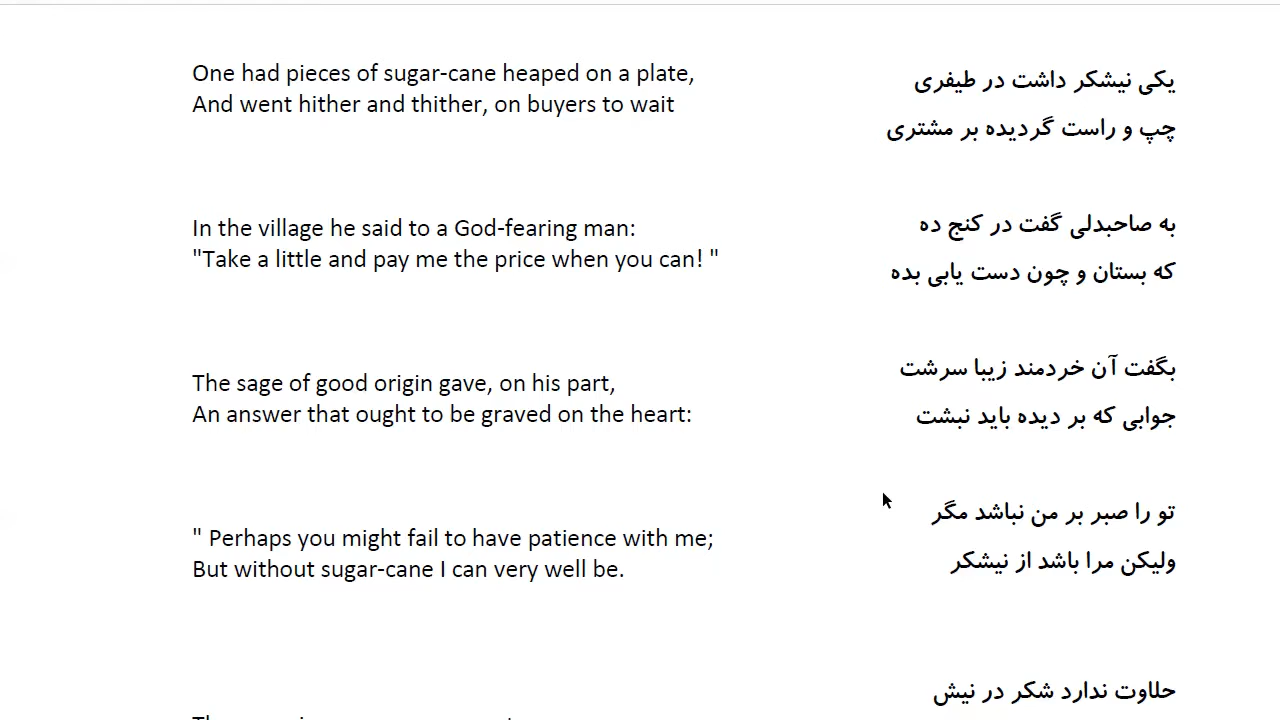 One had pieces of sugar-cane heaped on a plate,
And went hither and thither, on buyers to wait
یکی نیشکر داشت در طیفری
چپ و راست گردیده بر مشتری
In the village he said to a God-fearing man:
"Take a little and pay me the price when you can! "
به صاحبدلی گفت در کنج ده
که بستان و چون دست یابی بده
The sage of good origin gave, on his part,
An answer that ought to be graved on the heart:
بگفت آن خردمند زیبا سرشت
جوابی که بر دیده باید نبشت
" Perhaps you might fail to have patience with me;
But without sugar-cane I can very well be.
تو را صبر بر من نباشد مگر
ولیکن مرا باشد از نیشکر
حلاوت ندارد شکر در نیش